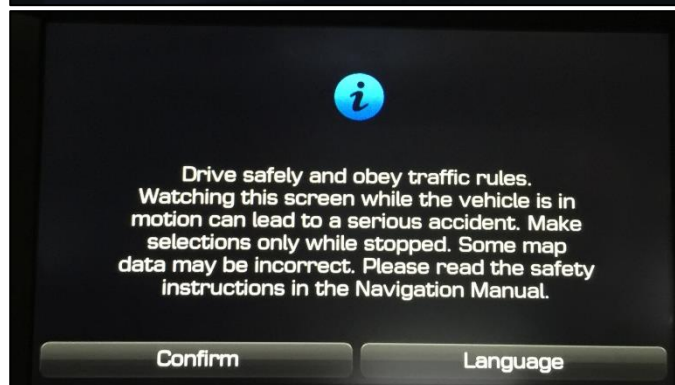 i
Drive safely and obey traffic rules.
Watching this screen while the vehicle is in
motion can lead to a serious accident. Make
selections only while stopped. Some map
data may be incorrect. Please read the safety
instructions in the Navigation Manual.
Confirm Language